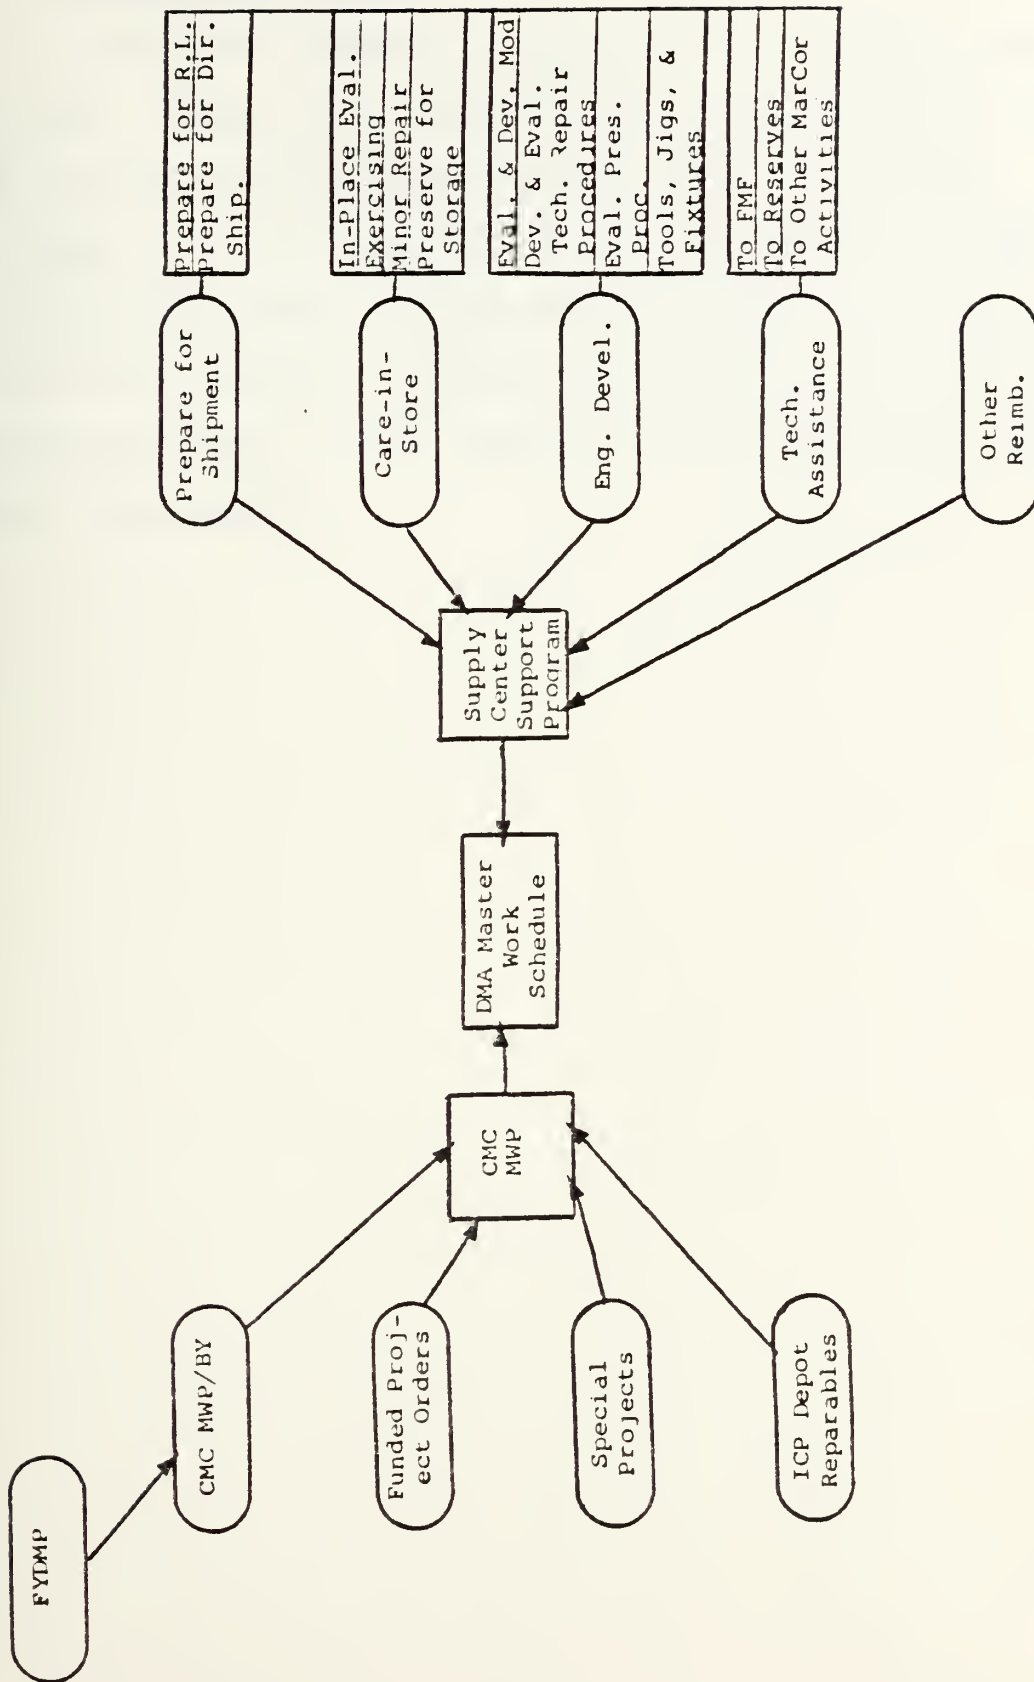 FYDMP
CMC MWP/BY
Funded Proj-
ect Orders
Special
Projects
ICP Depot
Reparables
CMC
MWP
DMA Master
Work
Schedule
Supply
Center
Support
Program
Prepare for
Shipment
Care-in-
Store
Eng. Devel.
Tech.
Assistance
Other
Reimb.
Prepare for R.L.
Prepare for Dir.
Ship.
In-Place Eval.
Exercising
Minor Repair
Preserve for
Storage
Eval. & Dev. Mod
Dev. & Eval.
Tech. Repair
Procedures
Eval. Pres.
Proc.
Tools, Jigs, &
Fixtures
To FMF
To Reserves
To Other MarCor
Activities